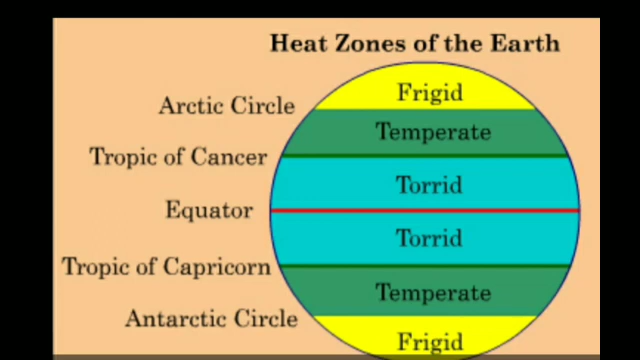 Heat Zones of the Earth
Frigid
Arctic Circle
Temperate
Tropic of Cancer
Torrid
Equator
Torrid
Tropic of Capricorn
Temperate
Antarctic Circle
Frigid